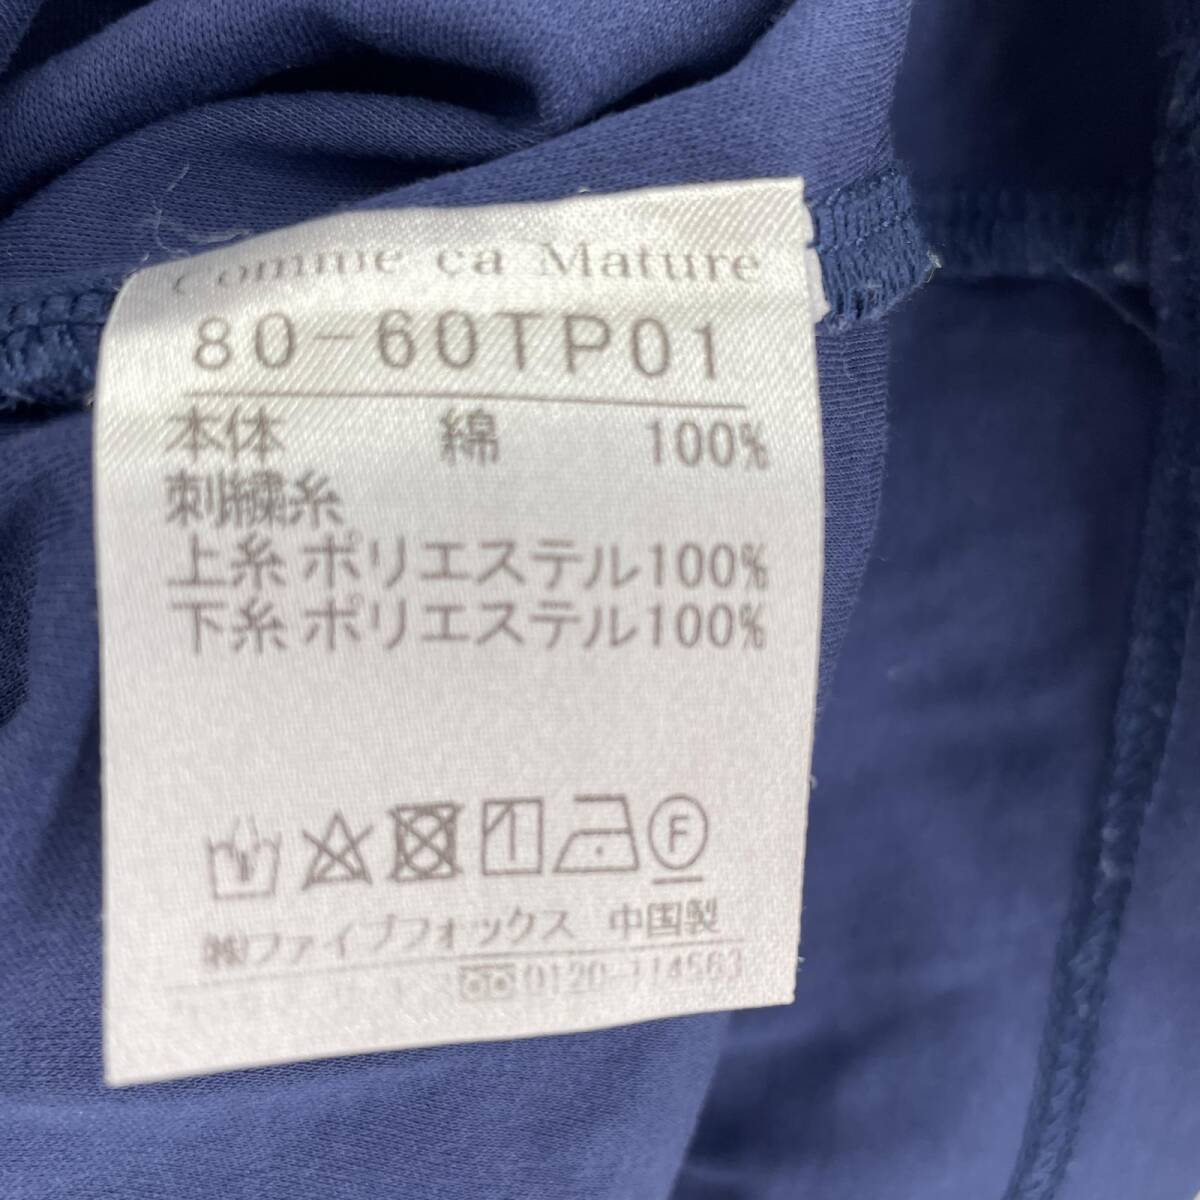 Comme ca Mature
80-60TP01
本体 綿 100%
刺繍糸
上糸 ポリエステル100%
下糸 ポリエステル100%
F
㈱ファイブフォックス 中国製
0120-714563